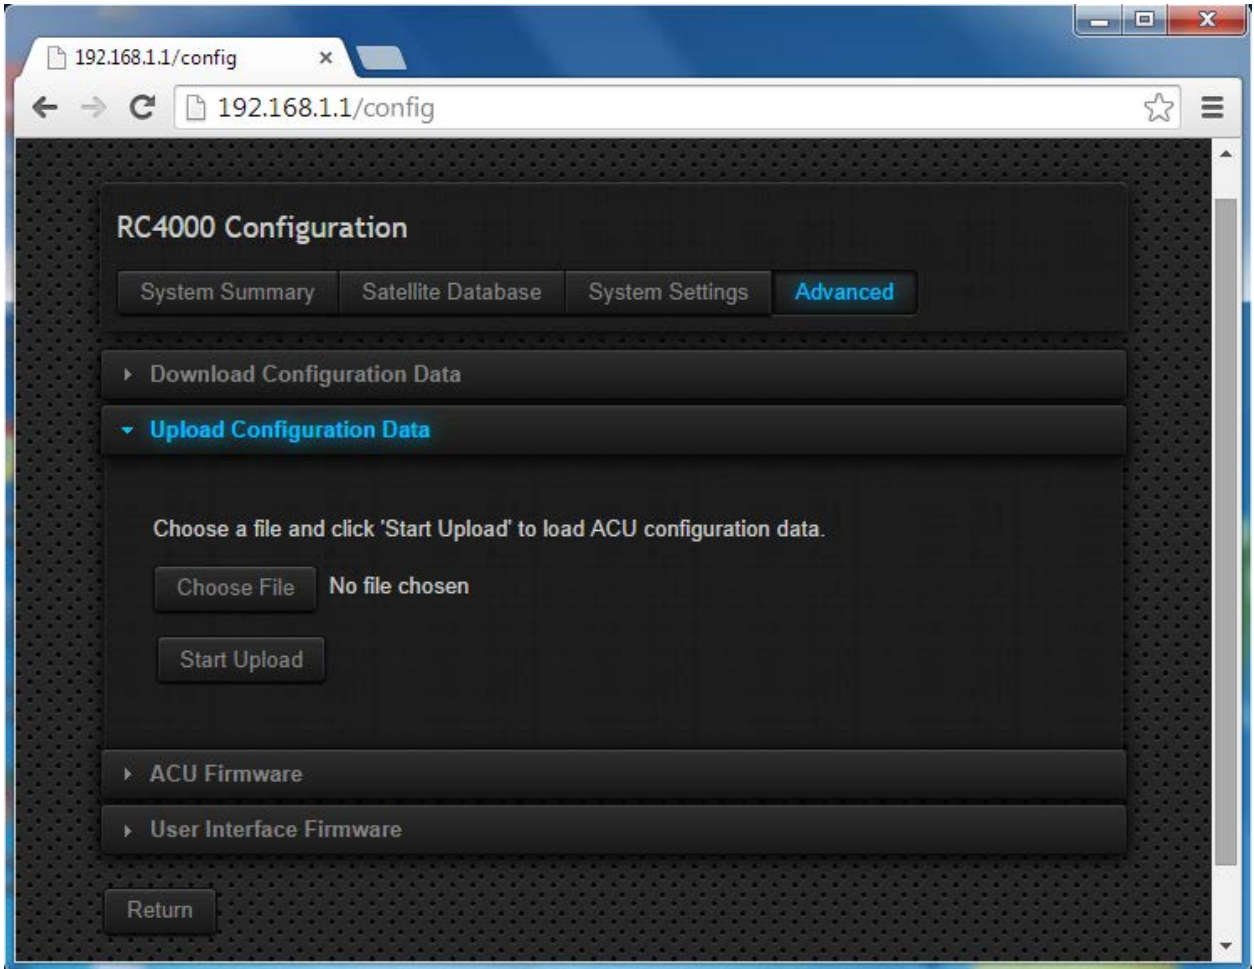 192.168.1.1/config
192.168.1.1/config
RC4000 Configuration
System Summary Satellite Database System Settings Advanced
Download Configuration Data
Upload Configuration Data
Choose a file and click 'Start Upload' to load ACU configuration data.
Choose File No file chosen
Start Upload
ACU Firmware
User Interface Firmware
Return